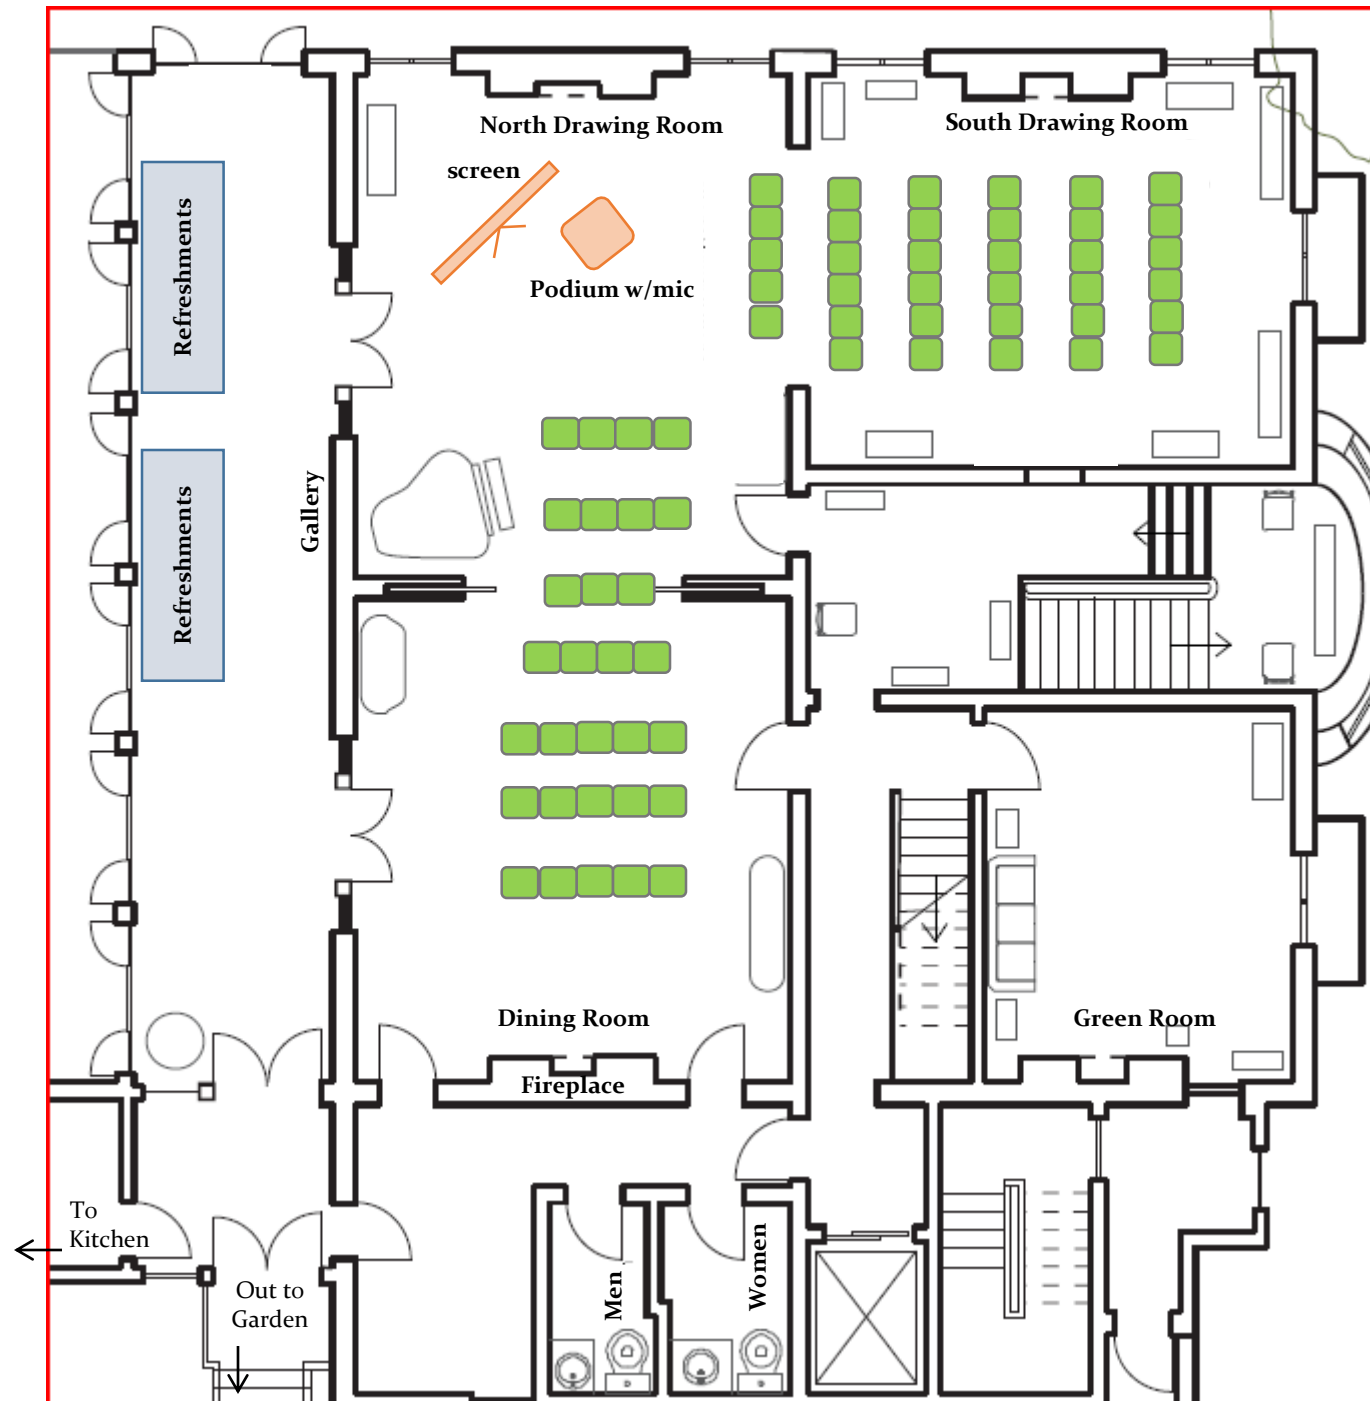 North Drawing Room
South Drawing Room
screen
Podium w/mic
Refreshments
Gallery
Refreshments
Dining Room
Fireplace
Green Room
To
Kitchen
Out to
Garden
Men
Women